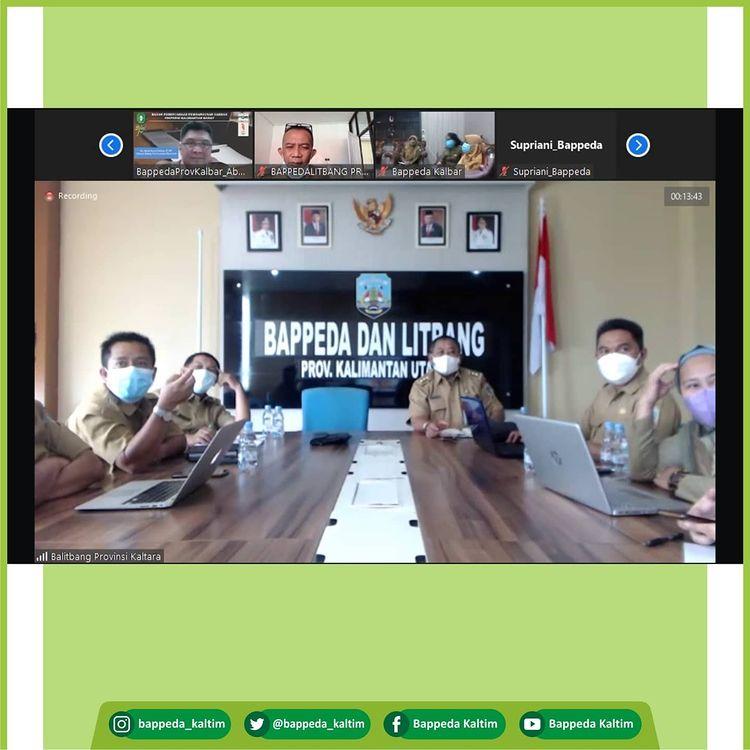 BADAN PERENCANAAN PEMBANGUNAN DAERAH
PROVINSI KALIMANTAN BARAT
BappedaProvKalbar_Ab...
BAPPEDALITBANG PR...
Bappeda Kalbar
Supriani_Bappeda
Supriani_Bappeda
Recording
00:13:43
BAPPEDA DAN LITBANG
PROV. KALIMANTAN UTA
Balitbang Provinsi Kaltara
bappeda_kaltim
@bappeda_kaltim
Bappeda Kaltim
Bappeda Kaltim